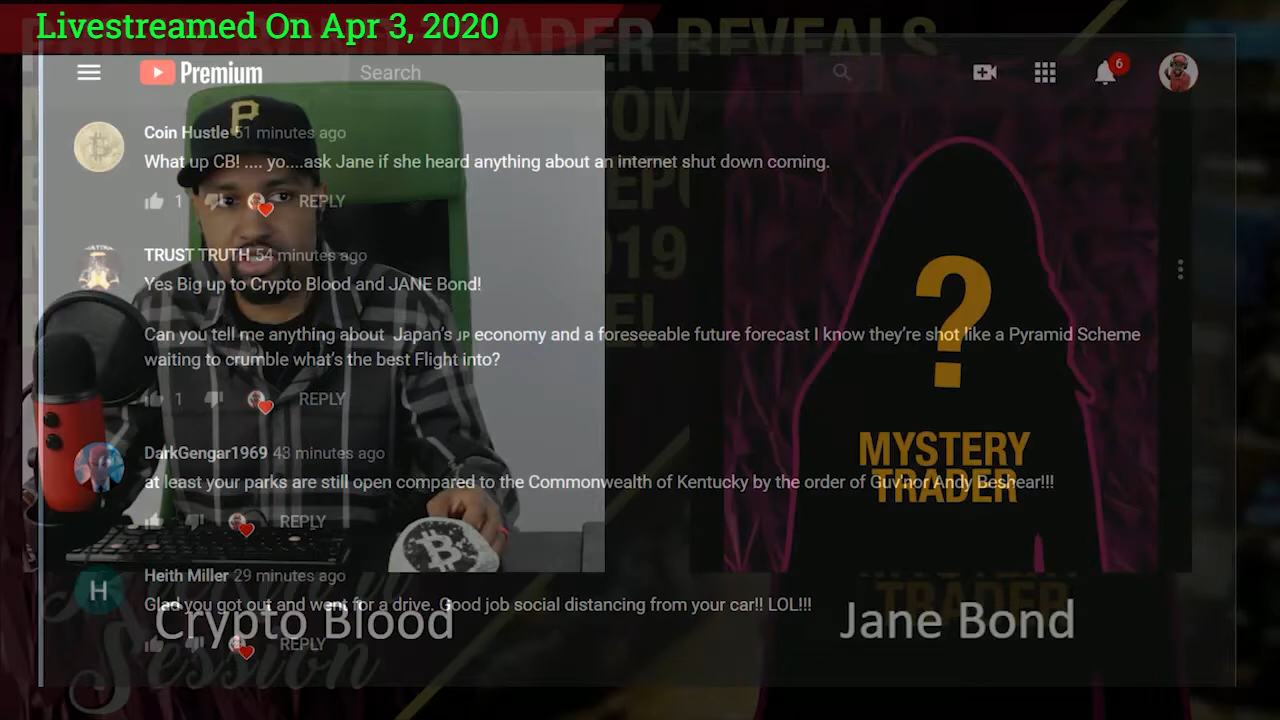 Livestreamed On Apr 3, 2020
TRADER REVEALS
Premium
Search
6
Coin Hustle 51 minutes ago
What up CB! .... yo....ask Jane if she heard anything about an internet shut down coming.
1
REPLY
TRUST TRUTH 54 minutes ago
Yes Big up to Crypto Blood and JANE Bond!
2019
?
Can you tell me anything about Japan's JP economy and a foreseeable future forecast I know they're shot like a Pyramid Scheme
waiting to crumble what's the best Flight into?
1
REPLY
MYSTERY
TRADER
DarkGengar1969 43 minutes ago
at least your parks are still open compared to the Commonwealth of Kentucky by the order of Guv'nor Andy Beshear!!!
REPLY
H
Heith Miller 29 minutes ago
Glad you got out and went for a drive. Good job social distancing from your car!! LOL!!!
REPLY
Crypto Blood
Jane Bond
TRADER
Session